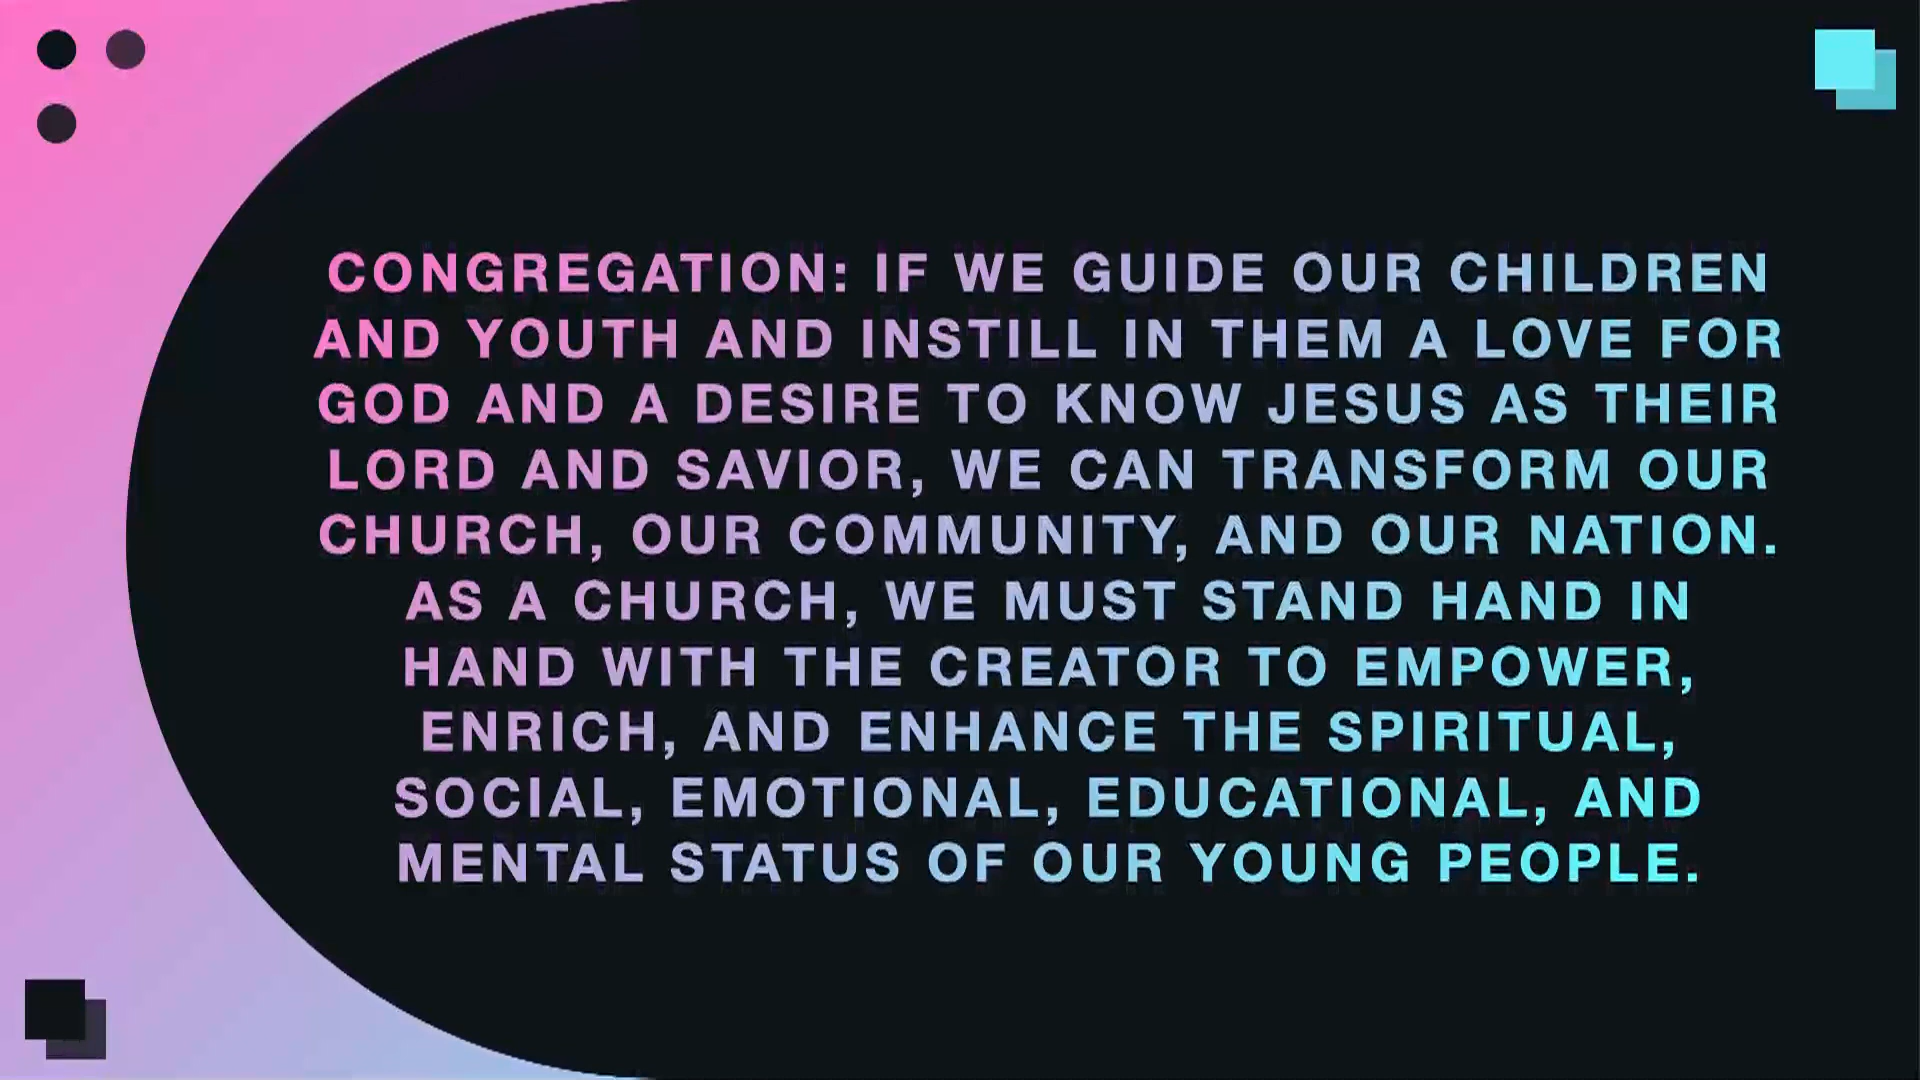 CONGREGATION: IF WE GUIDE OUR CHILDREN
AND YOUTH AND INSTILL IN THEM A LOVE FOR
GOD AND A DESIRE TO KNOW JESUS AS THEIR
LORD AND SAVIOR, WE CAN TRANSFORM OUR
CHURCH, OUR COMMUNITY, AND OUR NATION.
AS A CHURCH, WE MUST STAND HAND IN
HAND WITH THE CREATOR TO EMPOWER,
ENRICH, AND ENHANCE THE SPIRITUAL,
SOCIAL, EMOTIONAL, EDUCATIONAL, AND
MENTAL STATUS OF OUR YOUNG PEOPLE.